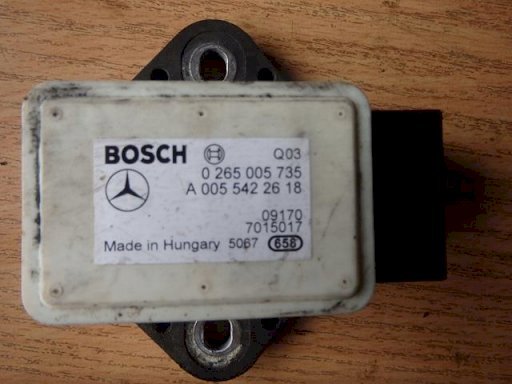 BOSCH Q03
0 265 005 735
A 005 542 26 18
09170
7015017
Made in Hungary 5067 658